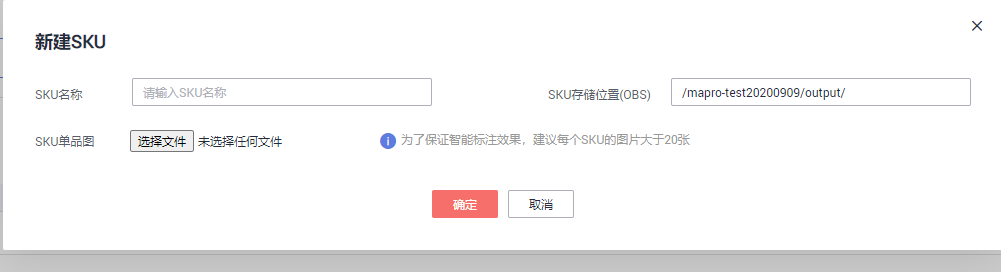 新建SKU
SKU名称 请输入SKU名称 SKU存储位置(OBS) /mapro-test20200909/output/
SKU单品图 选择文件 未选择任何文件 为了保证智能标注效果，建议每个SKU的图片大于20张
确定 取消